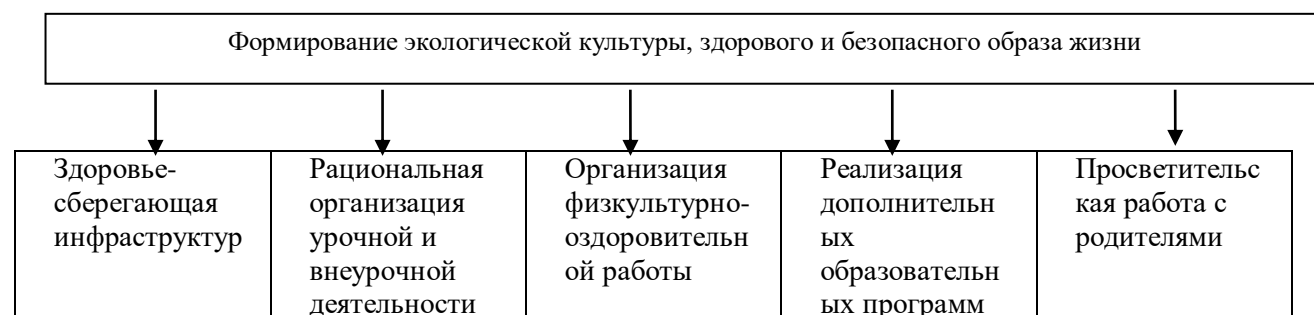 Формирование экологической культуры, здорового и безопасного образа жизни
Здоровье-
сберегающая
инфраструктур
Рациональная
организация
урочной и
внеурочной
деятельности
Организация
физкультурно-
оздоровительн
ой работы
Реализация
дополнительн
ых
образовательн
ых программ
Просветительс
кая работа с
родителями